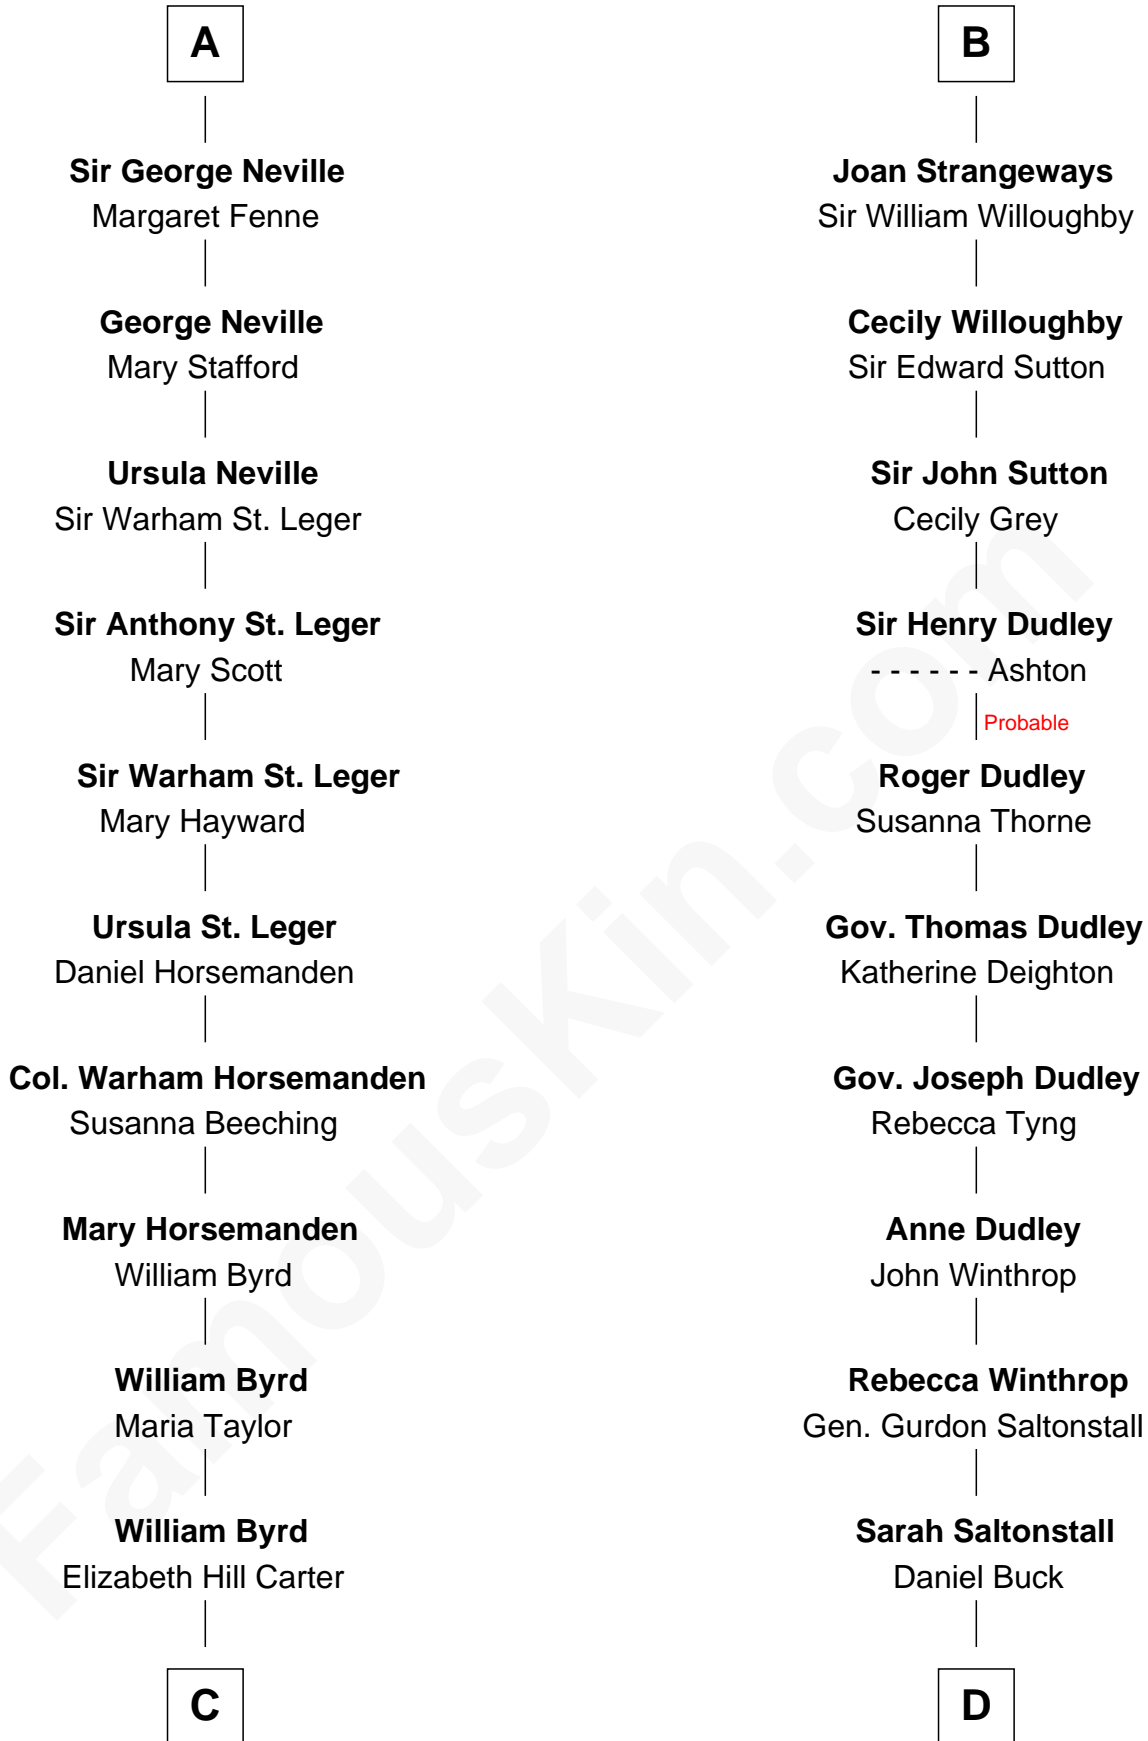 A
Sir George Neville
Margaret Fenne
George Neville
Mary Stafford
Ursula Neville
Sir Warham St. Leger
Sir Anthony St. Leger
Mary Scott
Sir Warham St. Leger
Mary Hayward
Ursula St. Leger
Daniel Horsemanden
Col. Warham Horsemanden
Susanna Beeching
Mary Horsemanden
William Byrd
William Byrd
Maria Taylor
William Byrd
Elizabeth Hill Carter
C
B
Joan Strangeways
Sir William Willoughby
Cecily Willoughby
Sir Edward Sutton
Sir John Sutton
Cecily Grey
Sir Henry Dudley
- - - - - - Ashton
Probable
Roger Dudley
Susanna Thorne
Gov. Thomas Dudley
Katherine Deighton
Gov. Joseph Dudley
Rebecca Tyng
Anne Dudley
John Winthrop
Rebecca Winthrop
Gen. Gurdon Saltonstall
Sarah Saltonstall
Daniel Buck
D
FamousKin.com